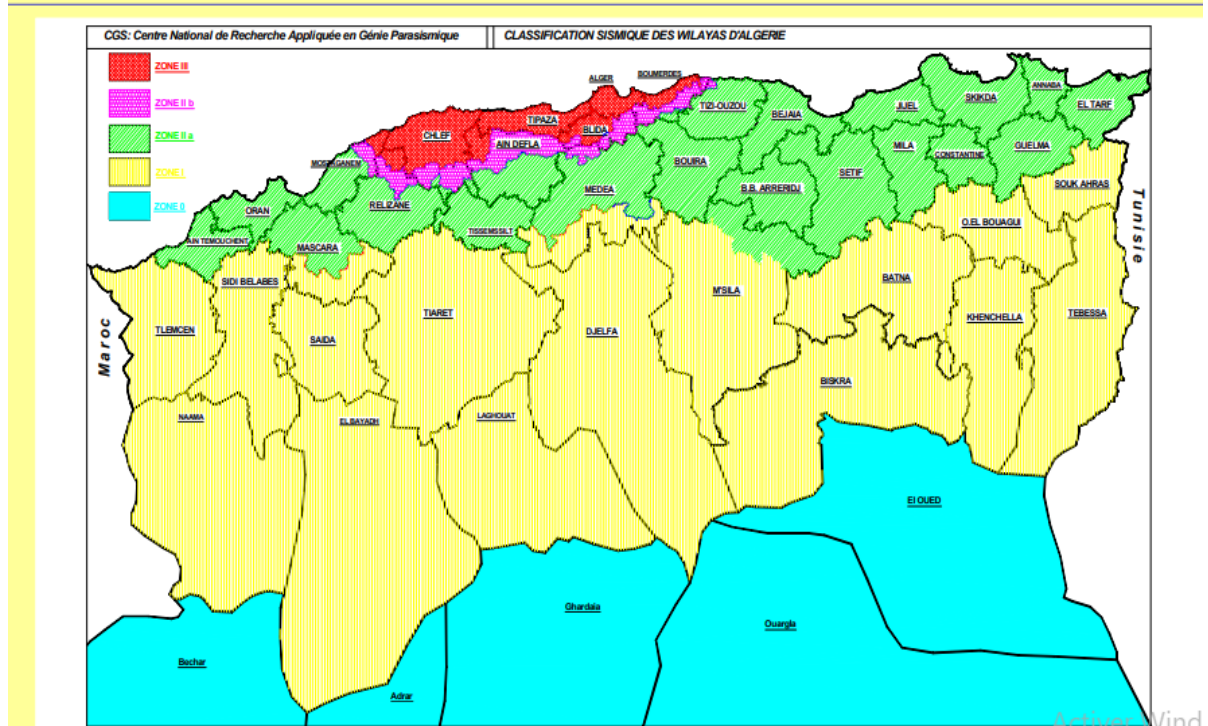 CGS: Centre National de Recherche Appliquée en Génie Parasismique
CLASSIFICATION SISMIQUE DES WILAYAS D'ALGERIE
ZONE III
ZONE II b
ZONE II a
ZONE I
ZONE 0
ALGER
BOUMERDES
TIPAZA
BLIDA
CHLEF
AIN DEFLA
TIZI-OUZOU
BEJAIA
JIJEL
SKIKDA
ANNABA
EL TARF
MOSTAGANEM
BOUIRA
MILA
CONSTANTINE
GUELMA
SETIF
MEDEA
B.B. ARRERIDJ
SOUK AHRAS
Tunisie
ORAN
RELIZANE
O.EL BOUAGUI
AIN TEMOUCHENT
MASCARA
TISSEMSSILT
SIDI BELABES
BATNA
M'SILA
TLEMCEN
SAIDA
TIARET
DJELFA
KHENCHELLA
TEBESSA
Maroc
BISKRA
NAAMA
EL BAYADH
LAGHOUAT
El OUED
Ghardaia
Ouargla
Bechar
Adrar
Activer Wind